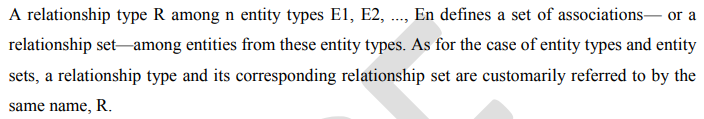 A relationship type R among n entity types E1, E2, ..., En defines a set of associations— or a
relationship set—among entities from these entity types. As for the case of entity types and entity
sets, a relationship type and its corresponding relationship set are customarily referred to by the
same name, R.